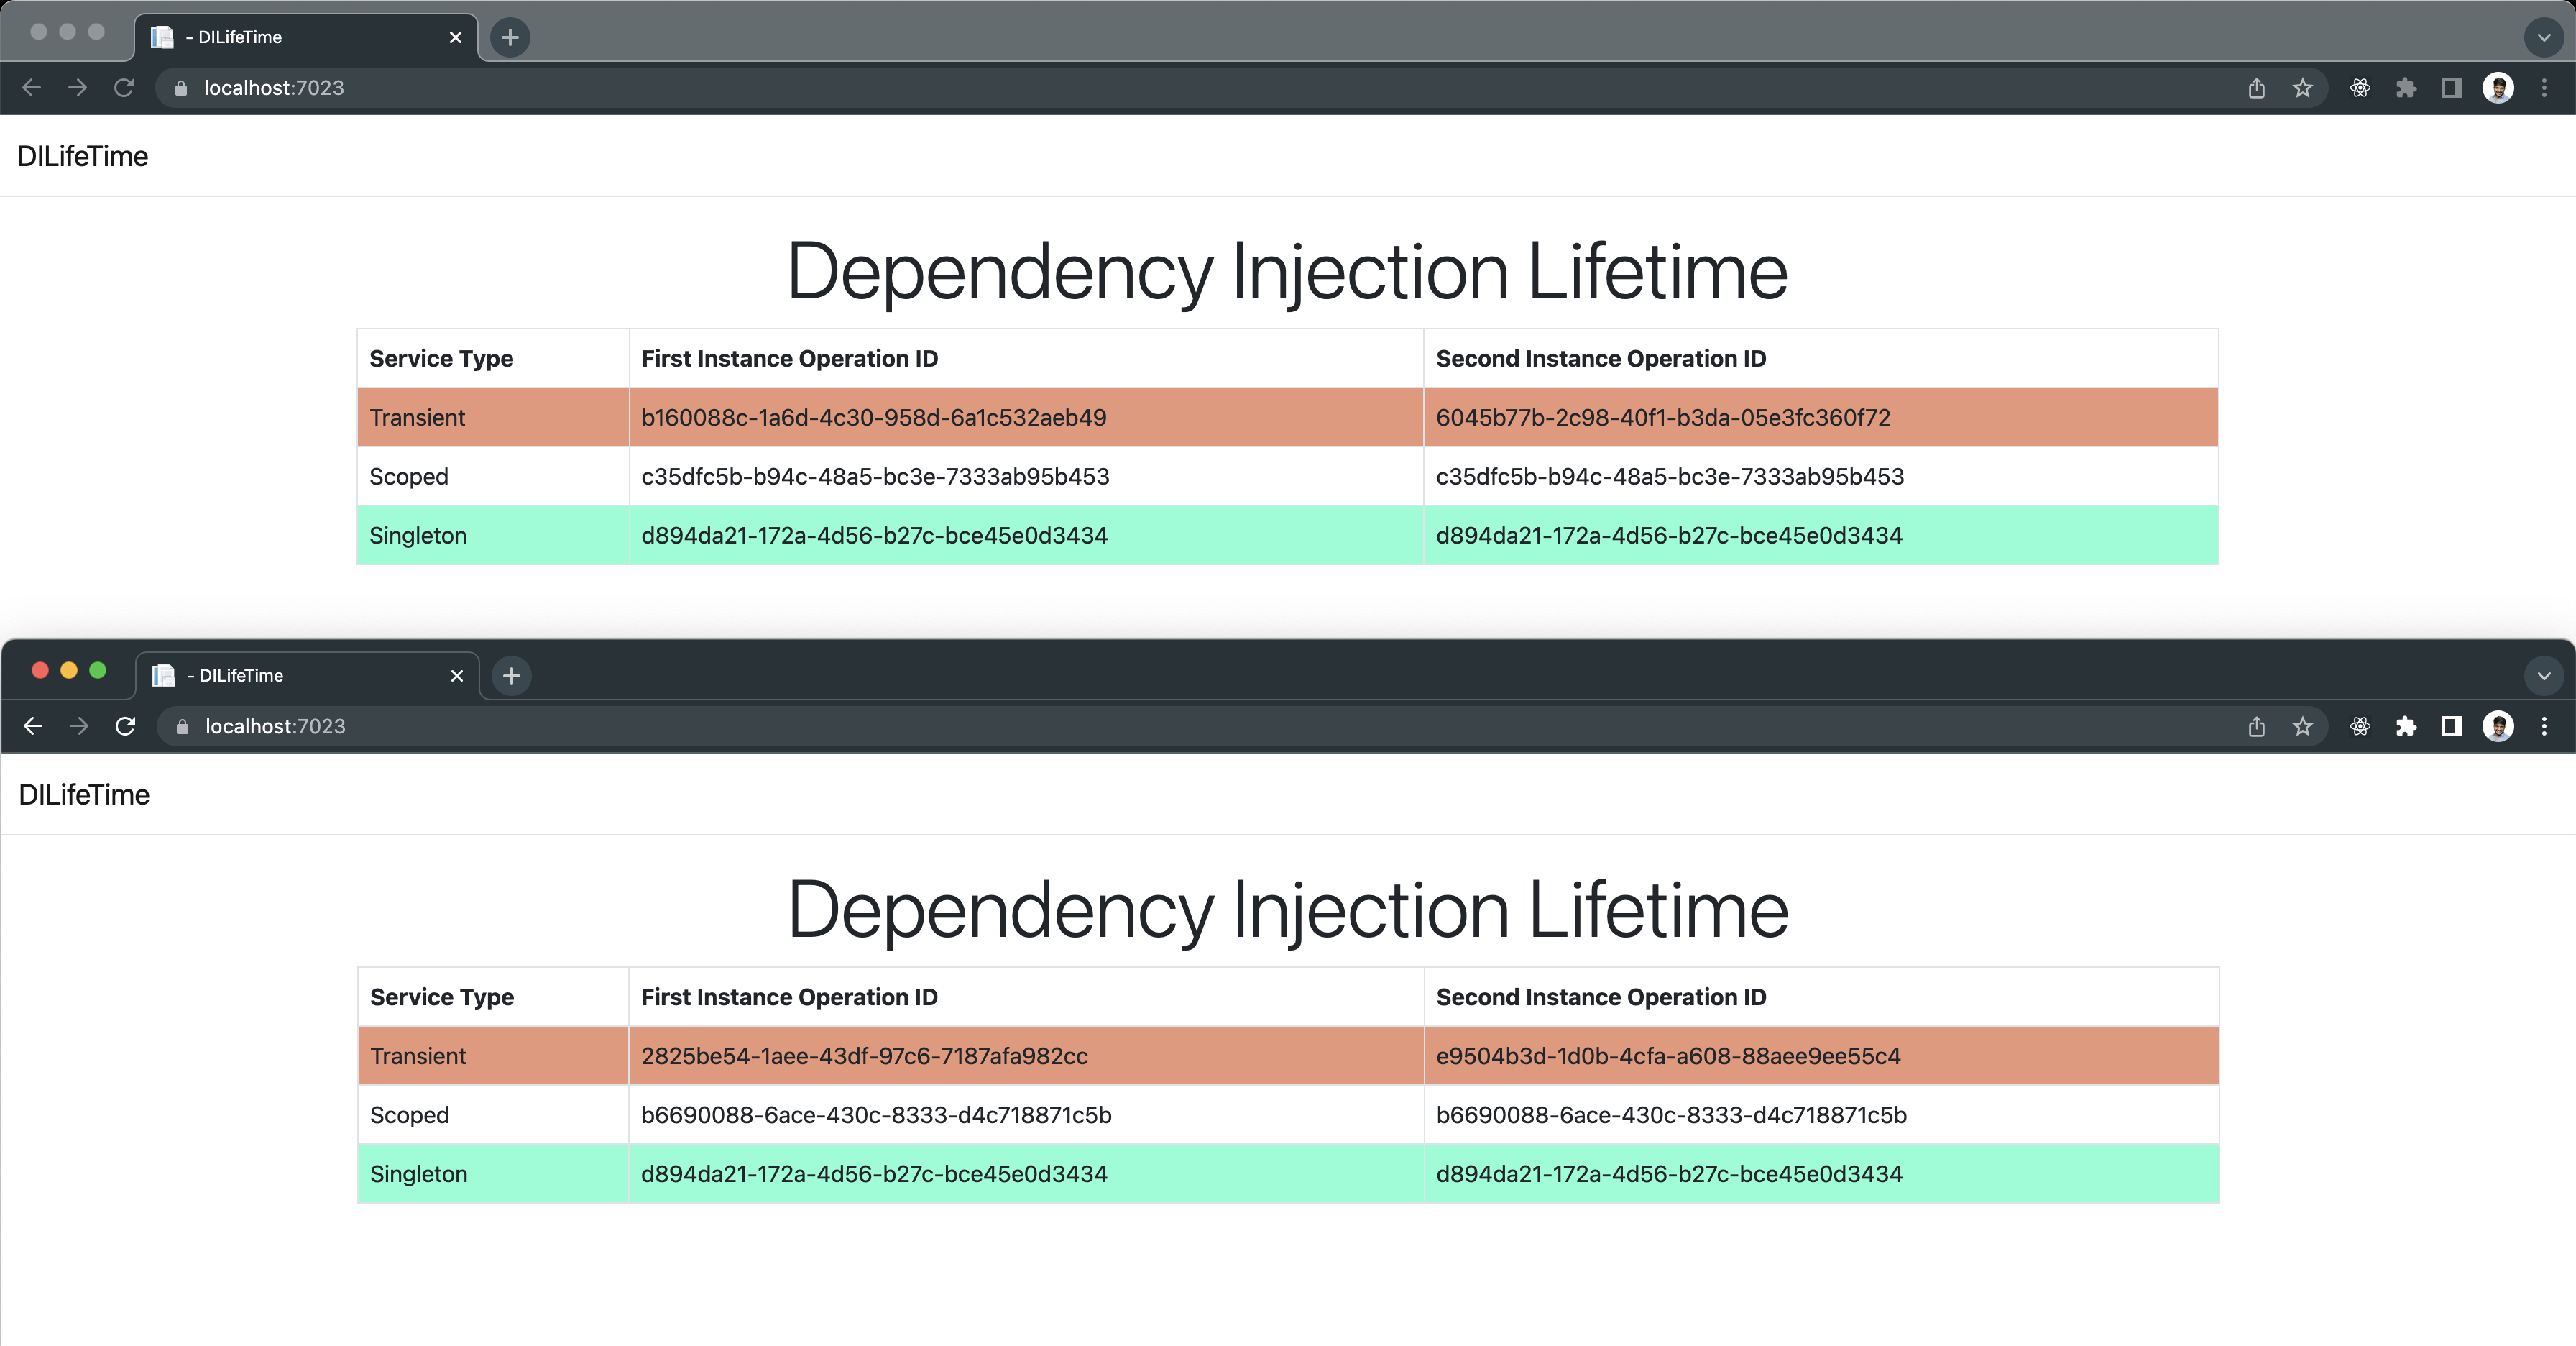 - DILifeTime
localhost:7023
DILifeTime
Dependency Injection Lifetime
Service Type First Instance Operation ID Second Instance Operation ID
Transient b160088c-1a6d-4c30-958d-6a1c532aeb49 6045b77b-2c98-40f1-b3da-05e3fc360f72
Scoped c35dfc5b-b94c-48a5-bc3e-7333ab95b453 c35dfc5b-b94c-48a5-bc3e-7333ab95b453
Singleton d894da21-172a-4d56-b27c-bce45e0d3434 d894da21-172a-4d56-b27c-bce45e0d3434
- DILifeTime
localhost:7023
DILifeTime
Dependency Injection Lifetime
Service Type First Instance Operation ID Second Instance Operation ID
Transient 2825be54-1aee-43df-97c6-7187afa982cc e9504b3d-1d0b-4cfa-a608-88aee9ee55c4
Scoped b6690088-6ace-430c-8333-d4c718871c5b b6690088-6ace-430c-8333-d4c718871c5b
Singleton d894da21-172a-4d56-b27c-bce45e0d3434 d894da21-172a-4d56-b27c-bce45e0d3434